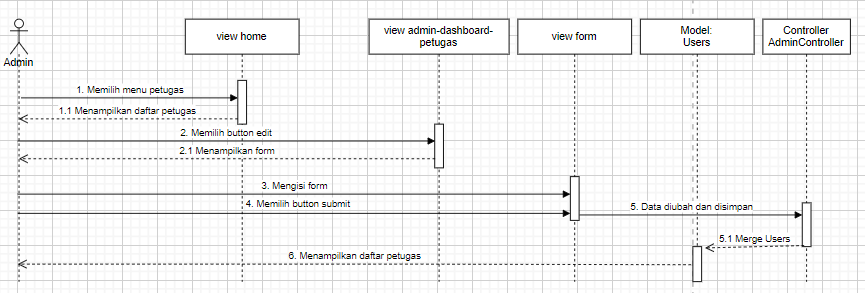 view home
view admin-dashboard-
petugas
view form
Model:
Users
Controller
AdminController
Admin
1. Memilih menu petugas
1.1 Menampilkan daftar petugas
2. Memilih button edit
2.1 Menampilkan form
3. Mengisi form
4. Memilih button submit
5. Data diubah dan disimpan
5.1 Merge Users
6. Menampilkan daftar petugas